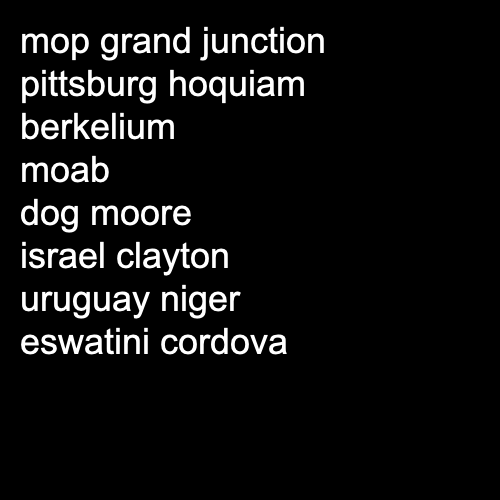 mop grand junction
pittsburg hoquiam
berkelium
moab
dog moore
israel clayton
uruguay niger
eswatini cordova